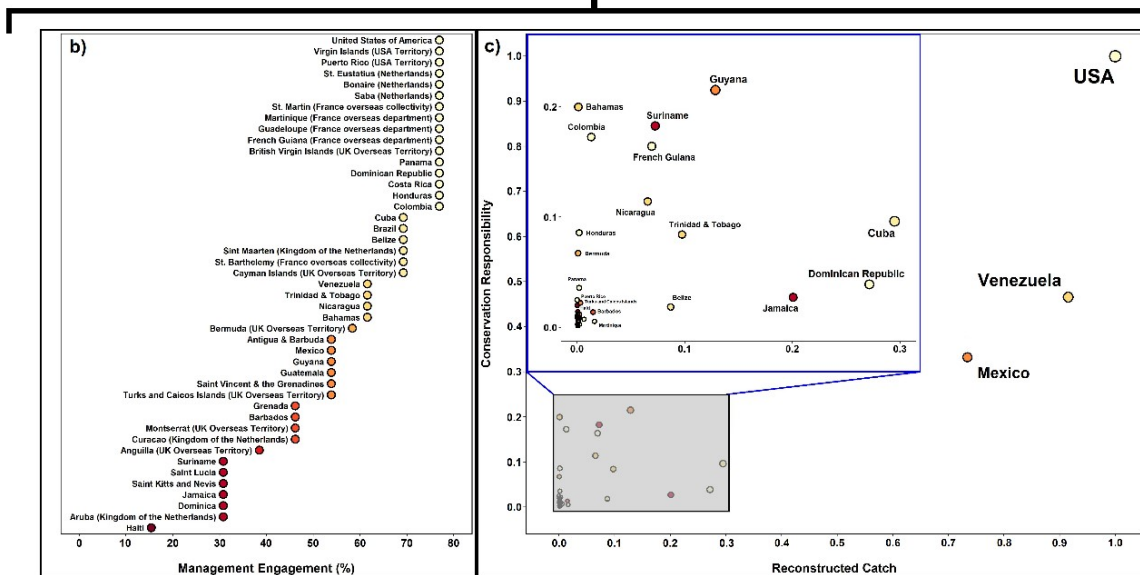 b)
United States of America
Virgin Islands (USA Territory)
Puerto Rico (USA Territory)
St. Eustatius (Netherlands)
Bonaire (Netherlands)
Saba (Netherlands)
St. Martin (France overseas collectivity)
Martinique (France overseas department)
Guadeloupe (France overseas department)
French Guiana (France overseas department)
British Virgin Islands (UK Overseas Territory)
Panama
Dominican Republic
Costa Rica
Honduras
Colombia
Cuba
Brazil
Belize
Sint Maarten (Kingdom of the Netherlands)
St. Barthelemy (France overseas collectivity)
Cayman Islands (UK Overseas Territory)
Venezuela
Trinidad & Tobago
Nicaragua
Bahamas
Bermuda (UK Overseas Territory)
Antigua & Barbuda
Mexico
Guyana
Guatemala
Saint Vincent & the Grenadines
Turks and Caicos Islands (UK Overseas Territory)
Grenada
Barbados
Montserrat (UK Overseas Territory)
Curacao (Kingdom of the Netherlands)
Anguilla (UK Overseas Territory)
Suriname
Saint Lucia
Saint Kitts and Nevis
Jamaica
Dominica
Aruba (Kingdom of the Netherlands)
Haiti
0 10 20 30 40 50 60 70 80
Management Engagement (%)
c)
Conservation Responsibility
1.0
0.9
0.8
0.7
0.6
0.5
0.4
0.3
0.2
0.1
0.0
USA
Venezuela
Mexico
0.2
0.1
0.0
Guyana
Bahamas
Suriname
Colombia
French Guiana
Nicaragua
Trinidad & Tobago
Honduras
Cuba
Bermuda
Dominican Republic
Panama
Puerto Rico
Turks and Caicos Islands
Belize
Jamaica
Barbados
Martinique
0.0 0.1 0.2 0.3
0.0 0.1 0.2 0.3 0.4 0.5 0.6 0.7 0.8 0.9 1.0
Reconstructed Catch